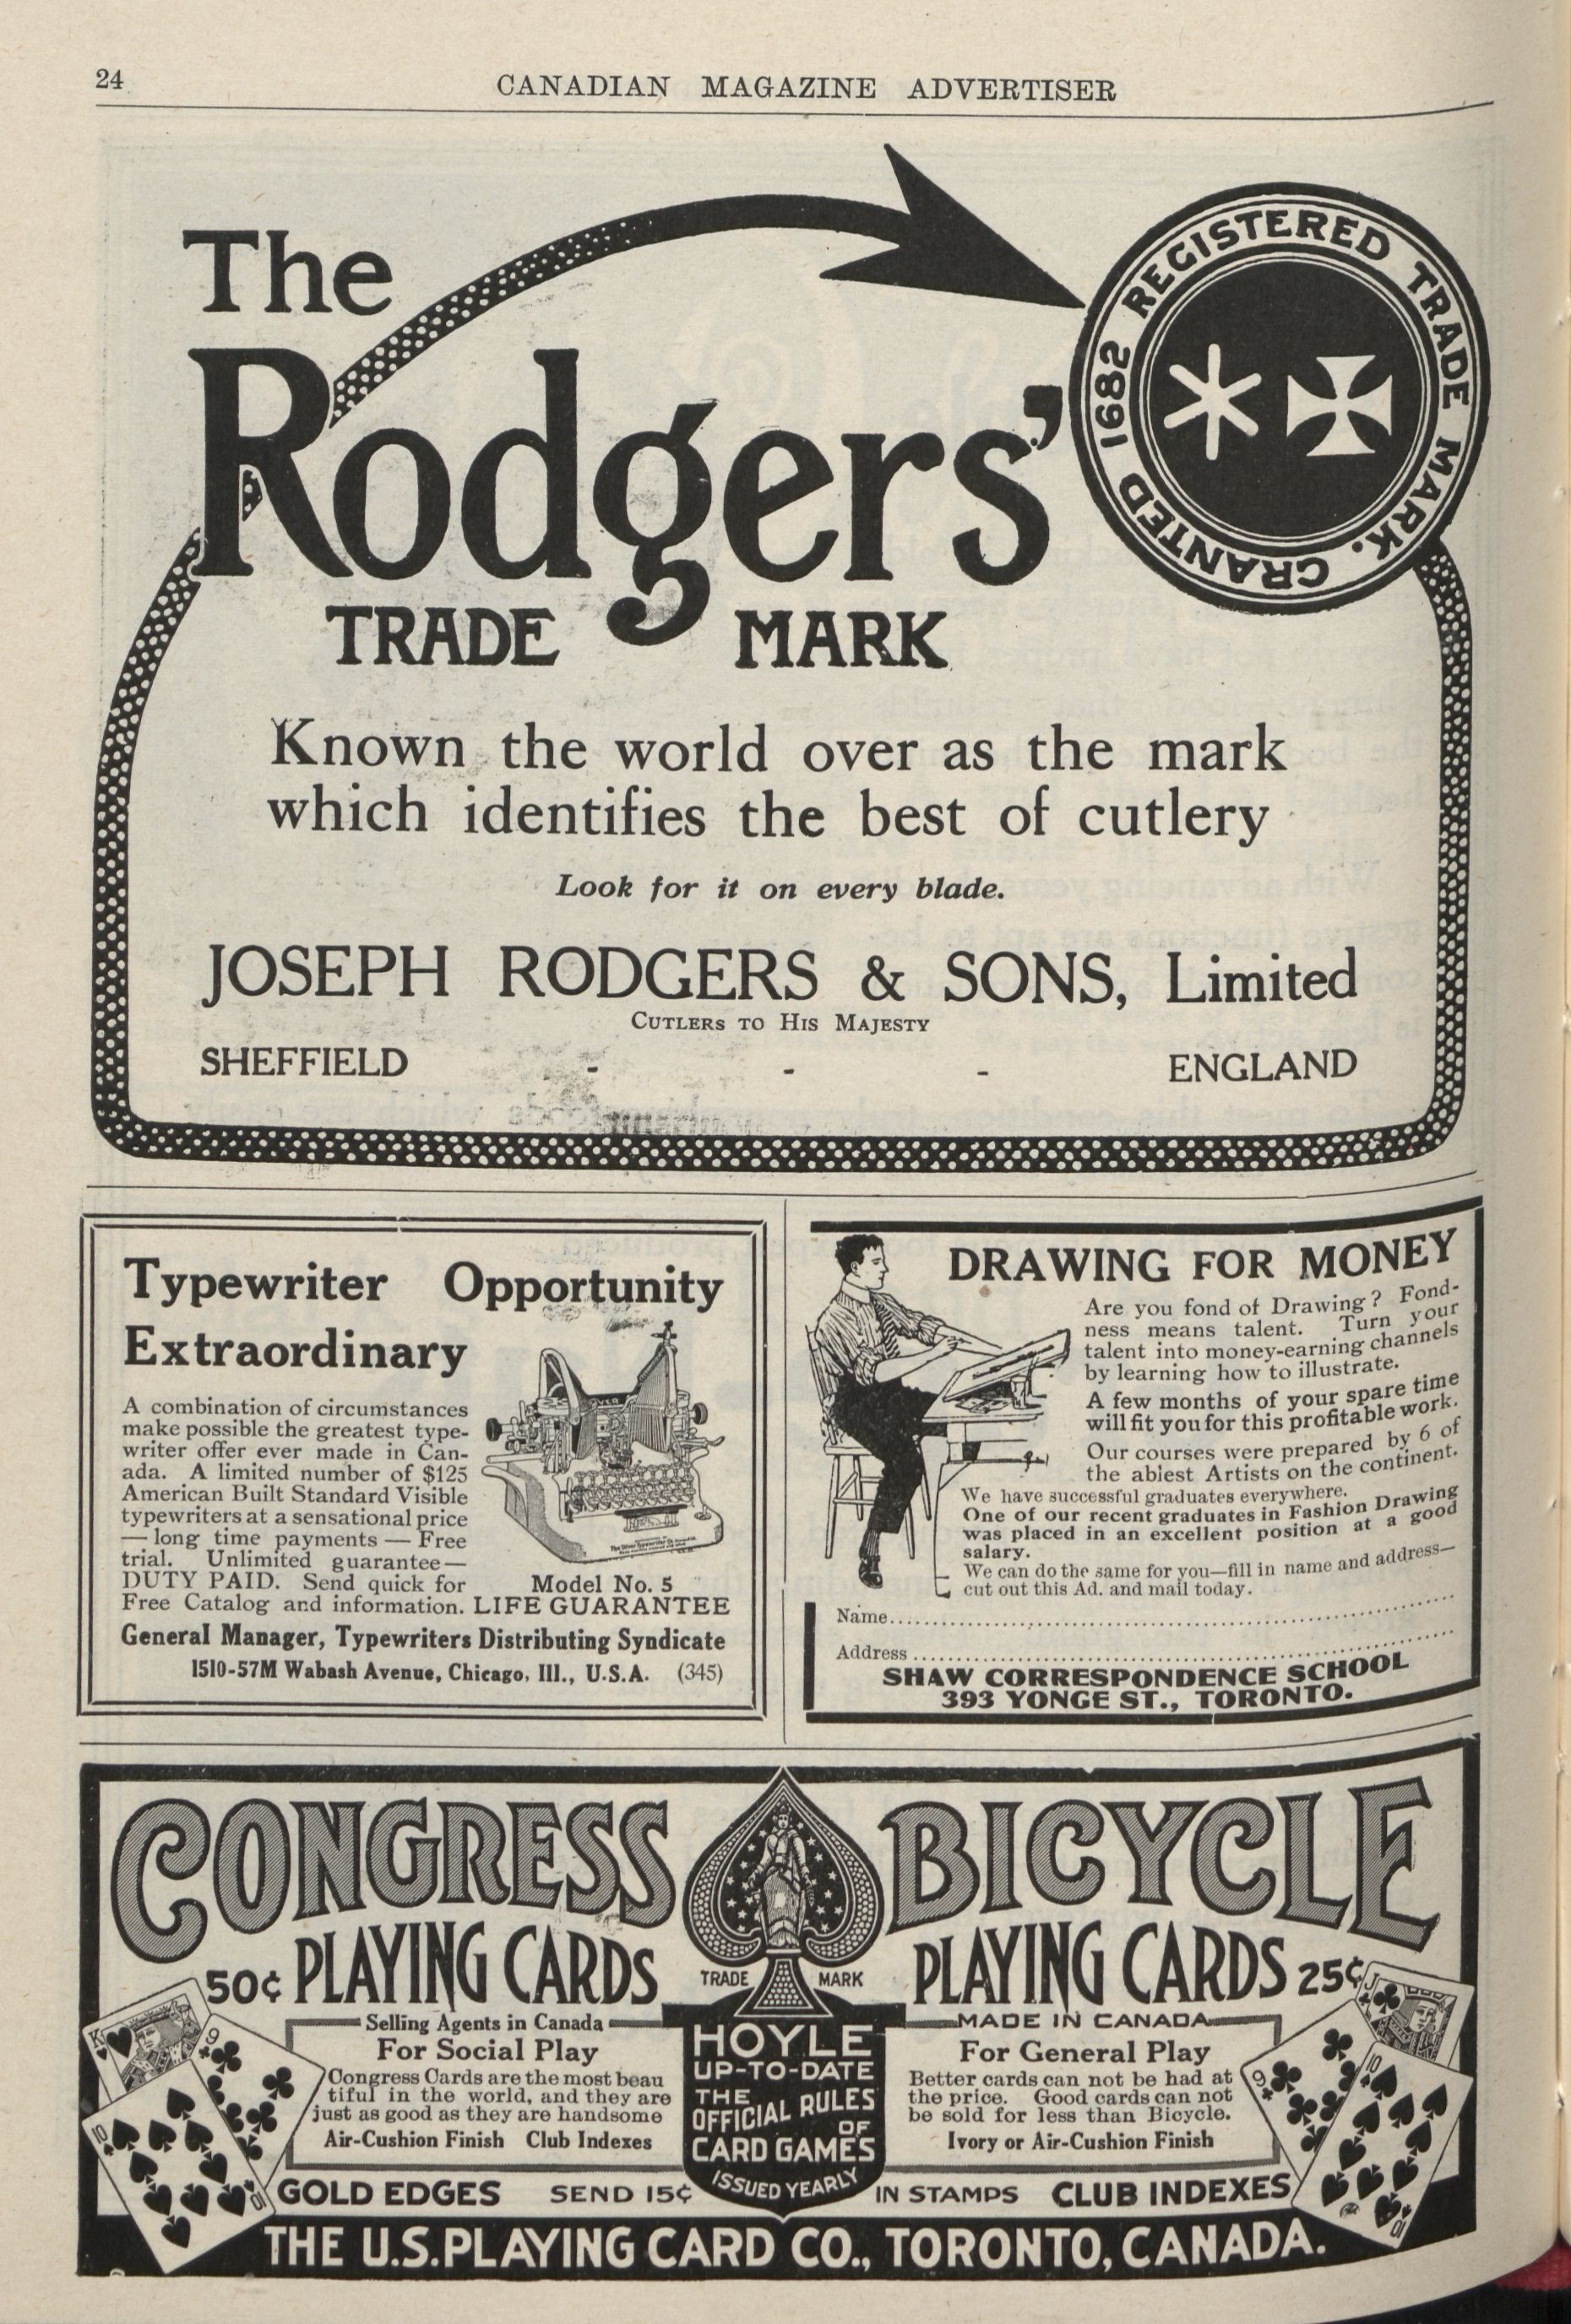 24
CANADIAN MAGAZINE ADVERTISER
The
Rodgers'
TRADE MARK
REGISTERED TRADE MARK.
GRANTED 1682
Known the world over as the mark
which identifies the best of cutlery
Look for it on every blade.
JOSEPH RODGERS & SONS, Limited
CUTLERS TO HIS MAJESTY
SHEFFIELD - - - ENGLAND
Typewriter Opportunity
Extraordinary
A combination of circumstances
make possible the greatest type-
writer offer ever made in Can-
ada. A limited number of $125
American Built Standard Visible
typewriters at a sensational price
— long time payments — Free
trial. Unlimited guarantee—
DUTY PAID. Send quick for
Free Catalog and information.
Model No. 5
LIFE GUARANTEE
General Manager, Typewriters Distributing Syndicate
1510-57M Wabash Avenue, Chicago, Ill., U.S.A. (345)
DRAWING FOR MONEY
Are you fond of Drawing? Fond-
ness means talent. Turn your
talent into money-earning channels
by learning how to illustrate.
A few months of your spare time
will fit you for this profitable work.
Our courses were prepared by 6 of
the ablest Artists on the continent.
We have successful graduates everywhere.
One of our recent graduates in Fashion Drawing
was placed in an excellent position at a good
salary.
We can do the same for you—fill in name and address—
cut out this Ad. and mail today.
Name
Address
SHAW CORRESPONDENCE SCHOOL
393 YONGE ST., TORONTO.
CONGRESS
50¢ PLAYING CARDS
Selling Agents in Canada
For Social Play
Congress Cards are the most beau
tiful in the world, and they are
just as good as they are handsome
Air-Cushion Finish Club Indexes
K
9
10
10
TRADE MARK
HOYLE
UP-TO-DATE
THE
OFFICIAL RULES
OF
CARD GAMES
ISSUED YEARLY
BICYCLE
PLAYING CARDS 25¢
MADE IN CANADA
For General Play
Better cards can not be had at
the price. Good cards can not
be sold for less than Bicycle.
Ivory or Air-Cushion Finish
J
9
10
10
GOLD EDGES SEND 15¢ IN STAMPS CLUB INDEXES
THE U.S. PLAYING CARD CO., TORONTO, CANADA.